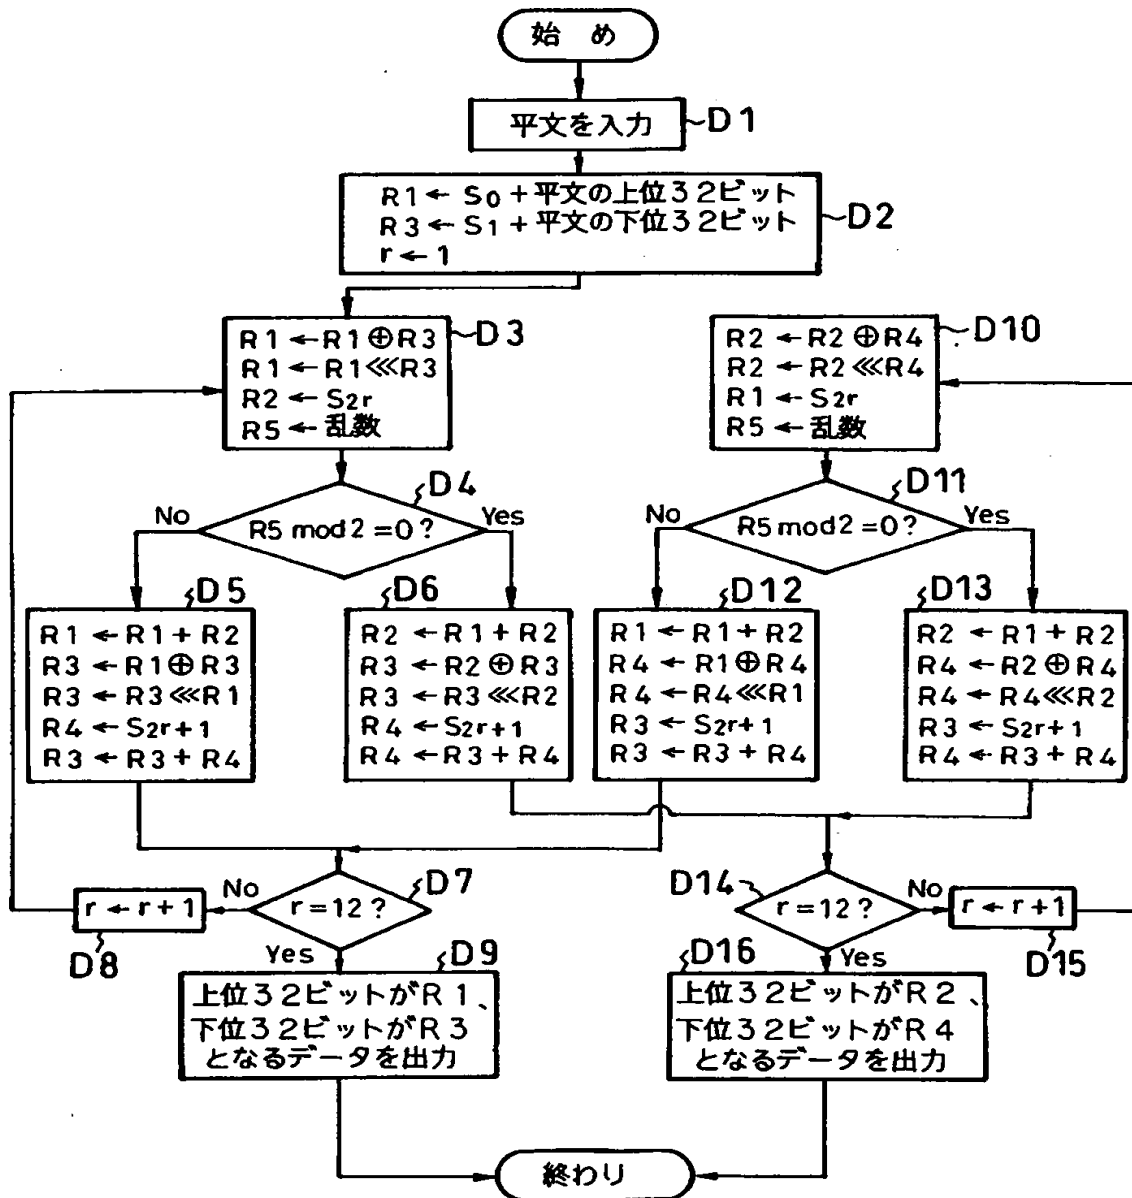 始 め
平文を入力
D1
R1 ← S0 + 平文の上位32ビット
R3 ← S1 + 平文の下位32ビット
r ← 1
D2
R1 ← R1 ⊕ R3
R1 ← R1 <<< R3
R2 ← S2r
R5 ← 乱数
D3
R2 ← R2 ⊕ R4
R2 ← R2 <<< R4
R1 ← S2r
R5 ← 乱数
D10
D4
No
R5 mod2 = 0 ?
Yes
D11
No
R5 mod2 = 0 ?
Yes
D5
R1 ← R1 + R2
R3 ← R1 ⊕ R3
R3 ← R3 <<< R1
R4 ← S2r+1
R3 ← R3 + R4
D6
R2 ← R1 + R2
R3 ← R2 ⊕ R3
R3 ← R3 <<< R2
R4 ← S2r+1
R4 ← R3 + R4
D12
R1 ← R1 + R2
R4 ← R1 ⊕ R4
R4 ← R4 <<< R1
R3 ← S2r+1
R3 ← R3 + R4
D13
R2 ← R1 + R2
R4 ← R2 ⊕ R4
R4 ← R4 <<< R2
R3 ← S2r+1
R4 ← R3 + R4
D7
r = 12 ?
No
r ← r+1
D8
Yes
D14
r = 12 ?
No
r ← r+1
D15
Yes
D9
上位32ビットがR1、
下位32ビットがR3
となるデータを出力
D16
上位32ビットがR2、
下位32ビットがR4
となるデータを出力
終わり